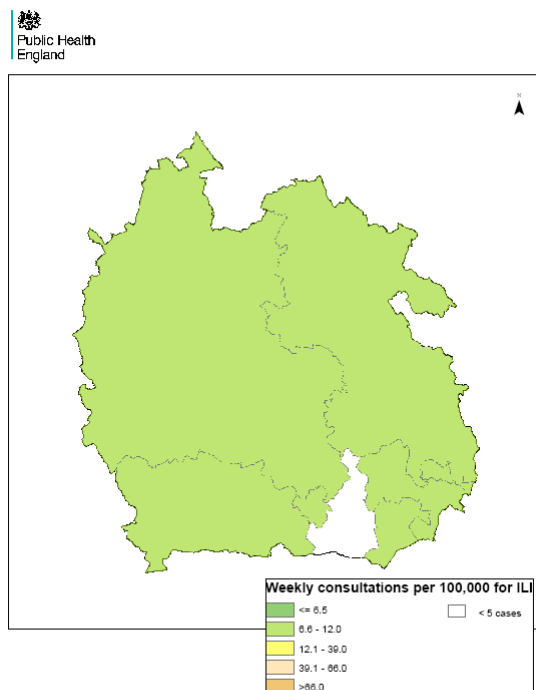 Public Health
England
N
Weekly consultations per 100,000 for ILI
<= 6.5
< 5 cases
6.6 - 12.0
12.1 - 39.0
39.1 - 66.0
>66.0